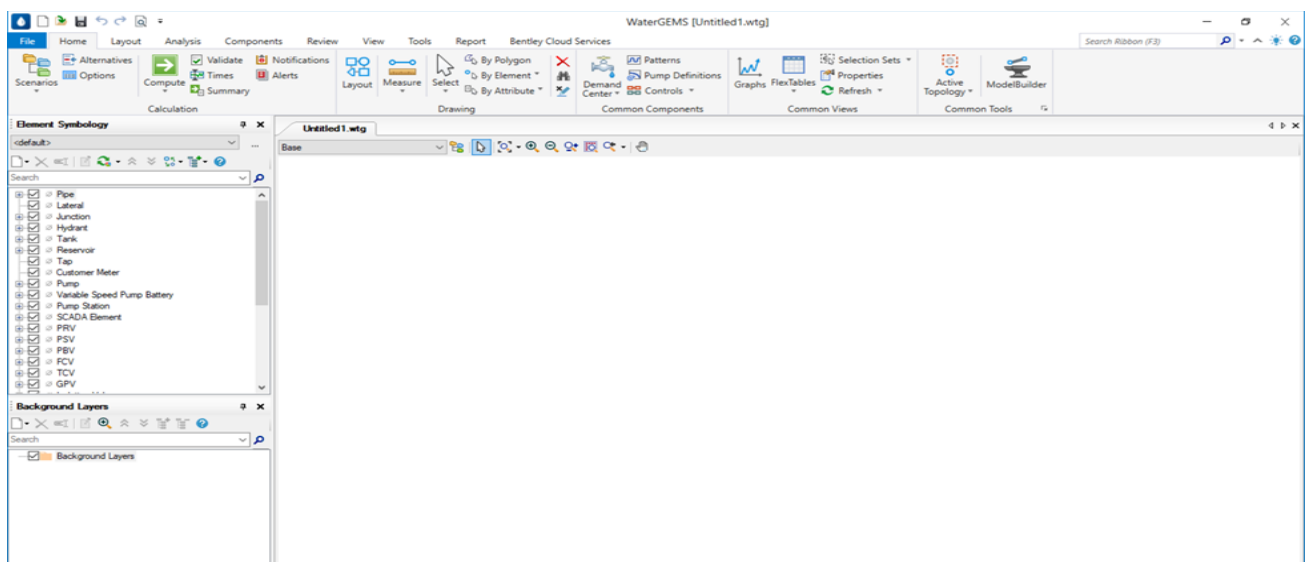 WaterGEMS [Untitled1.wtg]
File Home Layout Analysis Components Review View Tools Report Bentley Cloud Services Search Ribbon (F3)
Scenarios Alternatives Options
Compute Validate Times Summary Notifications Alerts
Layout Measure Select By Polygon By Element By Attribute
Demand Center Patterns Pump Definitions Controls
Graphs FlexTables Selection Sets Properties Refresh
Active Topology ModelBuilder
Calculation Drawing Common Components Common Views Common Tools
Element Symbology
Untitled1.wtg
<default> ...
Base
Search
Pipe
Lateral
Junction
Hydrant
Tank
Reservoir
Tap
Customer Meter
Pump
Variable Speed Pump Battery
Pump Station
SCADA Element
PRV
PSV
PBV
FCV
TCV
GPV
Background Layers
Search
Background Layers